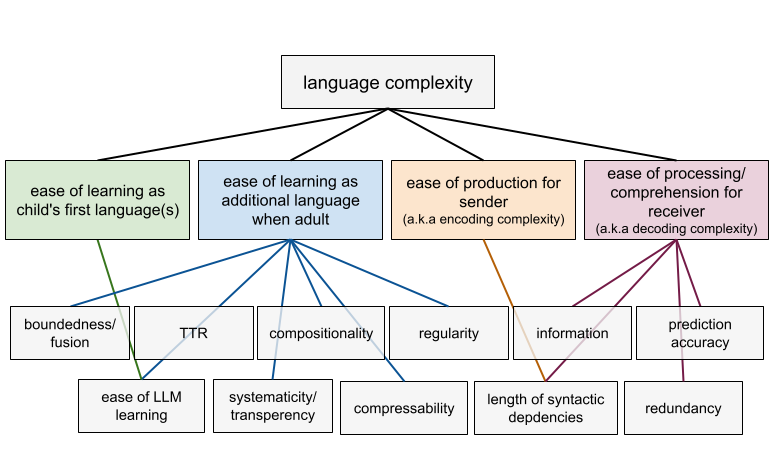 language complexity
ease of learning as
child's first language(s)
ease of learning as
additional language
when adult
ease of production for
sender
(a.k.a encoding complexity)
ease of processing/
comprehension for
receiver
(a.k.a decoding complexity)
boundedness/
fusion
TTR
compositionality
regularity
information
prediction
accuracy
ease of LLM
learning
systematicity/
transperency
compressability
length of syntactic
depdencies
redundancy